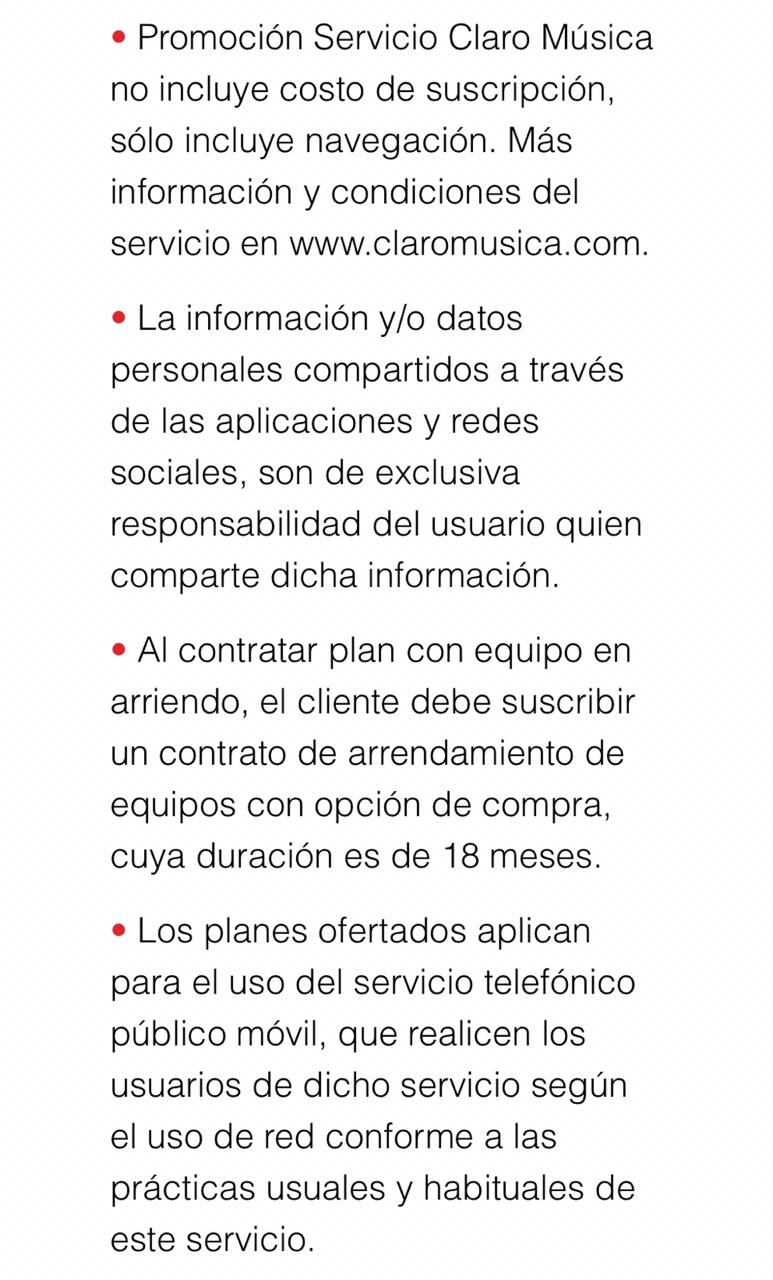 • Promoción Servicio Claro Música
no incluye costo de suscripción,
sólo incluye navegación. Más
información y condiciones del
servicio en www.claromusica.com.
• La información y/o datos
personales compartidos a través
de las aplicaciones y redes
sociales, son de exclusiva
responsabilidad del usuario quien
comparte dicha información.
• Al contratar plan con equipo en
arriendo, el cliente debe suscribir
un contrato de arrendamiento de
equipos con opción de compra,
cuya duración es de 18 meses.
• Los planes ofertados aplican
para el uso del servicio telefónico
público móvil, que realicen los
usuarios de dicho servicio según
el uso de red conforme a las
prácticas usuales y habituales de
este servicio.